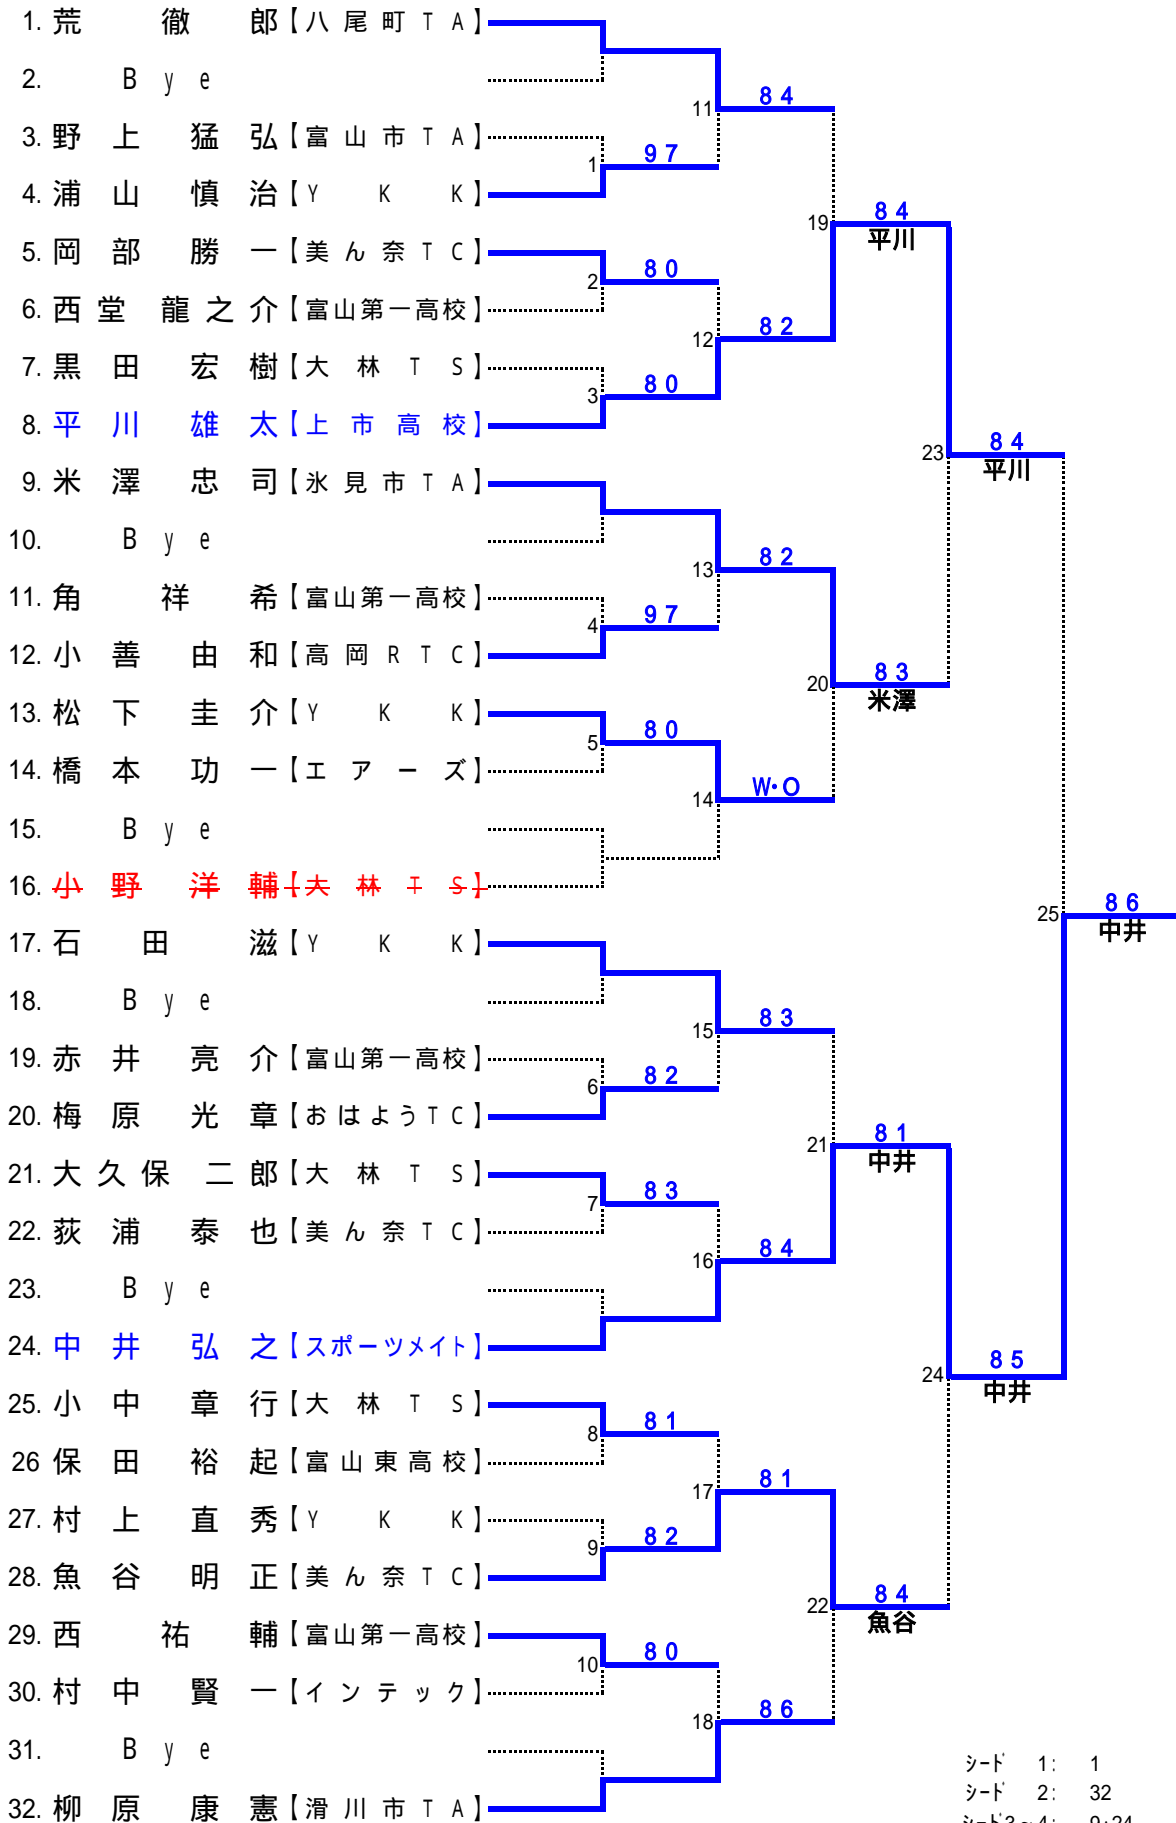 1. 荒 徹 郎 【八尾町TA】
2. Bye
84
11
3. 野上 猛弘 【富山市TA】
1 97
4. 浦山 慎治 【YKK】
84
19
平川
5. 岡部 勝一 【美ん奈TC】
2 80
6. 西堂 龍之介 【富山第一高校】
82
12
7. 黒田 宏樹 【大林TS】
3 80
8. 平川 雄太 【上市高校】
84
23
平川
9. 米澤 忠司 【氷見市TA】
10. Bye
82
13
11. 角 祥希 【富山第一高校】
4 97
12. 小善 由和 【高岡RTC】
83
20
米澤
13. 松下 圭介 【YKK】
5 80
14. 橋本 功一 【エアーズ】
W・O
14
15. Bye
16. 小野 洋輔 【大林TS】
86
25
中井
17. 石田 滋 【YKK】
18. Bye
83
15
19. 赤井 亮介 【富山第一高校】
6 82
20. 梅原 光章 【おはようTC】
81
21
中井
21. 大久保 二郎 【大林TS】
7 83
22. 荻浦 泰也 【美ん奈TC】
84
16
23. Bye
24. 中井 弘之 【スポーツメイト】
85
24
中井
25. 小中 章行 【大林TS】
8 81
26 保田 裕起 【富山東高校】
81
17
27. 村上 直秀 【YKK】
9 82
28. 魚谷 明正 【美ん奈TC】
84
22
魚谷
29. 西 祐輔 【富山第一高校】
10 80
30. 村中 賢一 【インテック】
86
18
31. Bye
32. 柳原 康憲 【滑川市TA】
シード 1: 1
シード 2: 32
シード3~4: 9・24